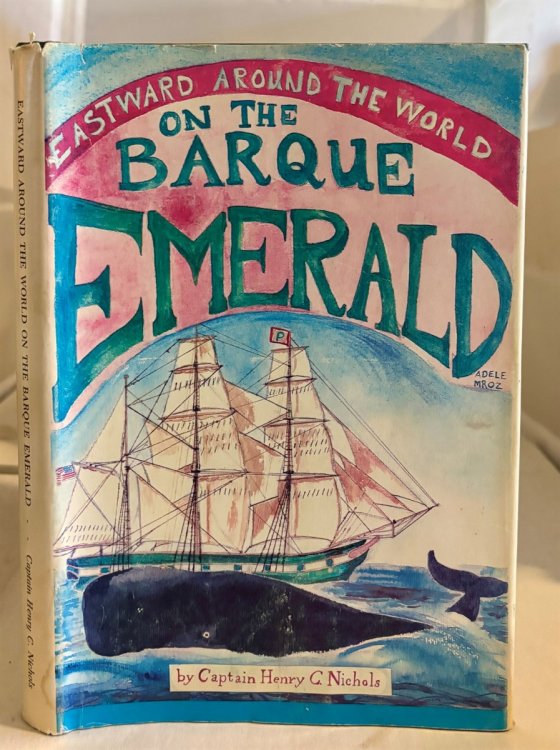 EASTWARD AROUND THE WORLD
ON THE
BARQUE
EMERALD
ADELE
MROZ
P
by Captain Henry C. Nichols
EASTWARD AROUND THE WORLD ON THE BARQUE EMERALD - - Captain Henry C. Nichols